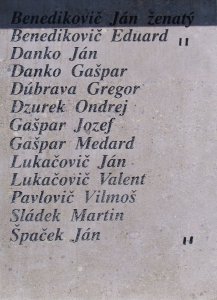 Benedikovič Ján ženatý
Benedikovič Eduard "
Danko Ján
Danko Gašpar
Dúbrava Gregor
Dzurek Ondrej
Gašpar Jozef
Gašpar Medard
Lukačovič Ján
Lukačovič Valent
Pavlovič Vilmoš
Sládek Martin
Špaček Ján "